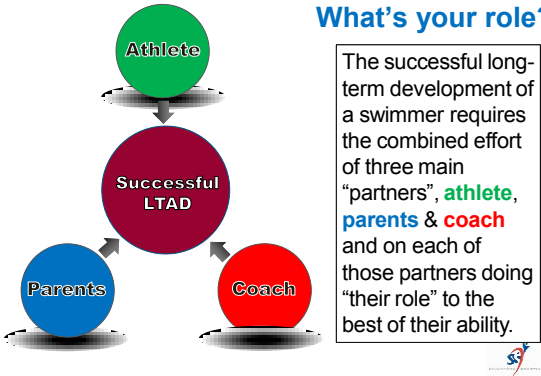 What's your role?
Athlete
Successful
LTAD
Parents
Coach
The successful long-
term development of
a swimmer requires
the combined effort
of three main
“partners”, athlete,
parents & coach
and on each of
those partners doing
“their role” to the
best of their ability.